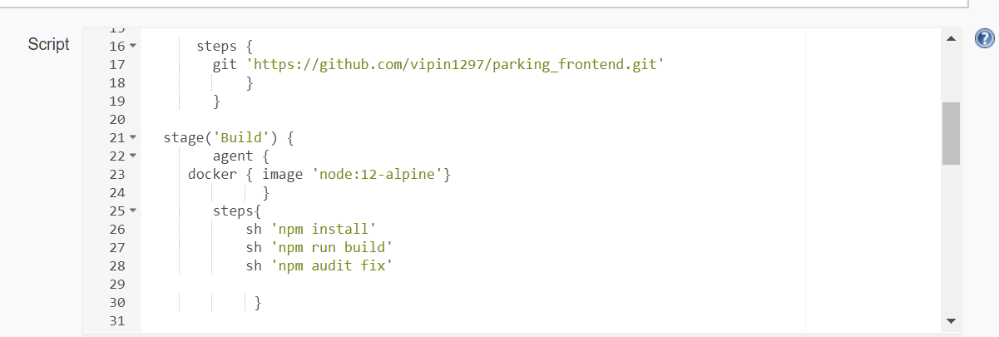 Script
16 steps {
17 git 'https://github.com/vipin1297/parking_frontend.git'
18 }
19 }
20
21 stage('Build') {
22 agent {
23 docker { image 'node:12-alpine'}
24 }
25 steps{
26 sh 'npm install'
27 sh 'npm run build'
28 sh 'npm audit fix'
29
30 }
31
?